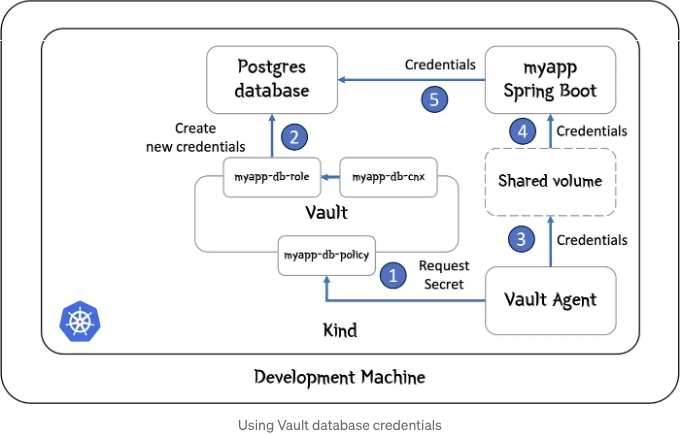 Postgres
database
Credentials
myapp
Spring Boot
5
Create
new credentials
2
4
Credentials
myapp-db-role
myapp-db-cnx
Shared volume
Vault
3
Credentials
myapp-db-policy
1
Request
Secret
Vault Agent
Kind
Development Machine
Using Vault database credentials